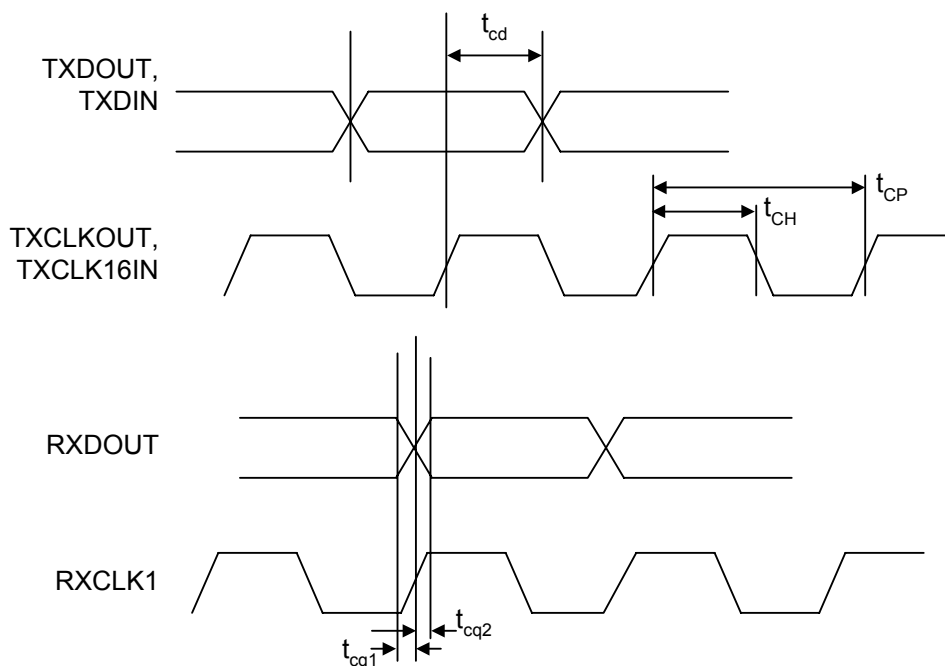 t_cd
TXDOUT,
TXDIN
t_CP
t_CH
TXCLKOUT,
TXCLK16IN
RXDOUT
RXCLK1
t_cq2
t_cq1